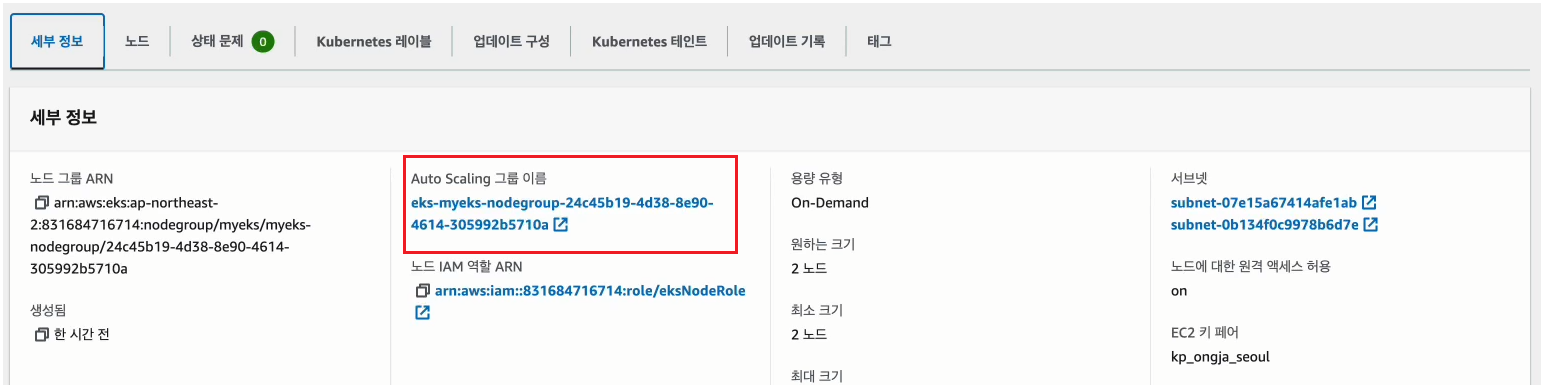 세부 정보
노드
상태 문제 0
Kubernetes 레이블
업데이트 구성
Kubernetes 테인트
업데이트 기록
태그
세부 정보
노드 그룹 ARN
arn:aws:eks:ap-northeast-
2:831684716714:nodegroup/myeks/myeks-
nodegroup/24c45b19-4d38-8e90-4614-
305992b5710a
생성됨
한 시간 전
Auto Scaling 그룹 이름
eks-myeks-nodegroup-24c45b19-4d38-8e90-
4614-305992b5710a
노드 IAM 역할 ARN
arn:aws:iam::831684716714:role/eksNodeRole
용량 유형
On-Demand
원하는 크기
2 노드
최소 크기
2 노드
최대 크기
서브넷
subnet-07e15a67414afe1ab
subnet-0b134f0c9978b6d7e
노드에 대한 원격 액세스 허용
on
EC2 키 페어
kp_ongja_seoul